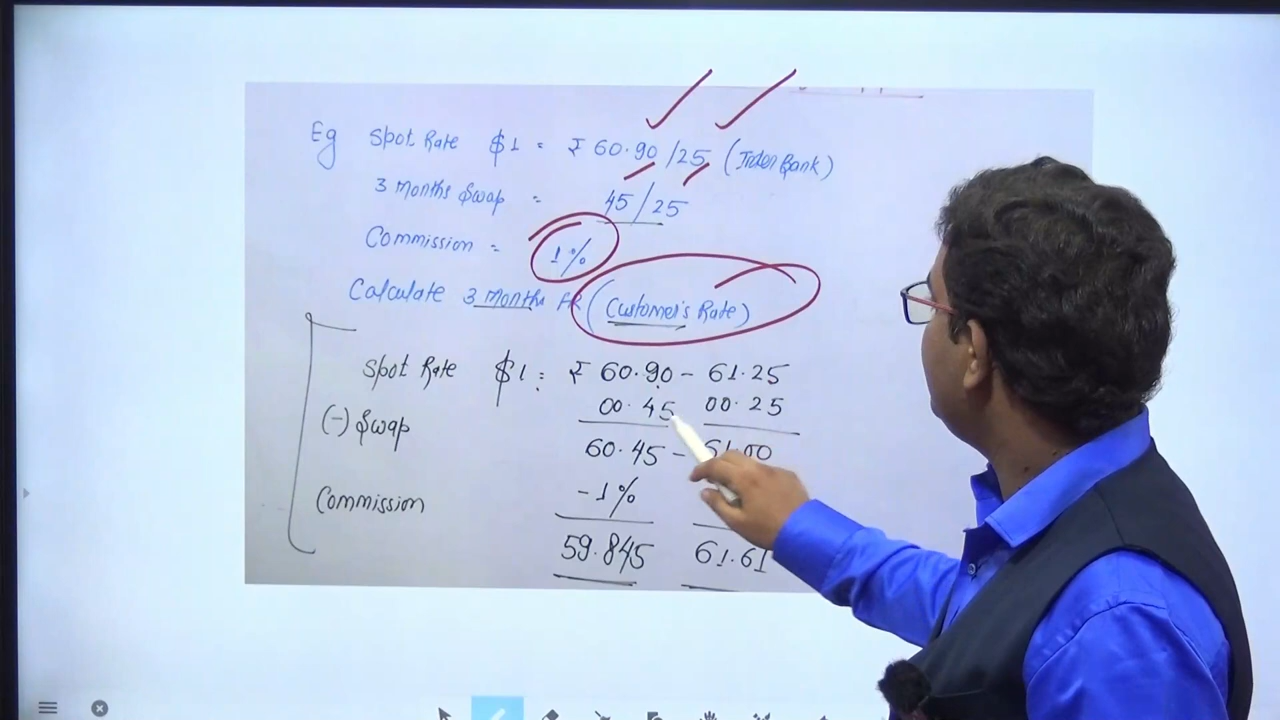 Eg Spot Rate $1 = ₹ 60.90/25 (Inter Bank)
3 Months Swap = 45/25
Commission = 1%
Calculate 3 Months FR (Customer's Rate)
Spot Rate $1 = ₹ 60.90 - 61.25
00.45 00.25
(-) Swap
60.45 - 61.00
Commission -1%
59.845 61.61